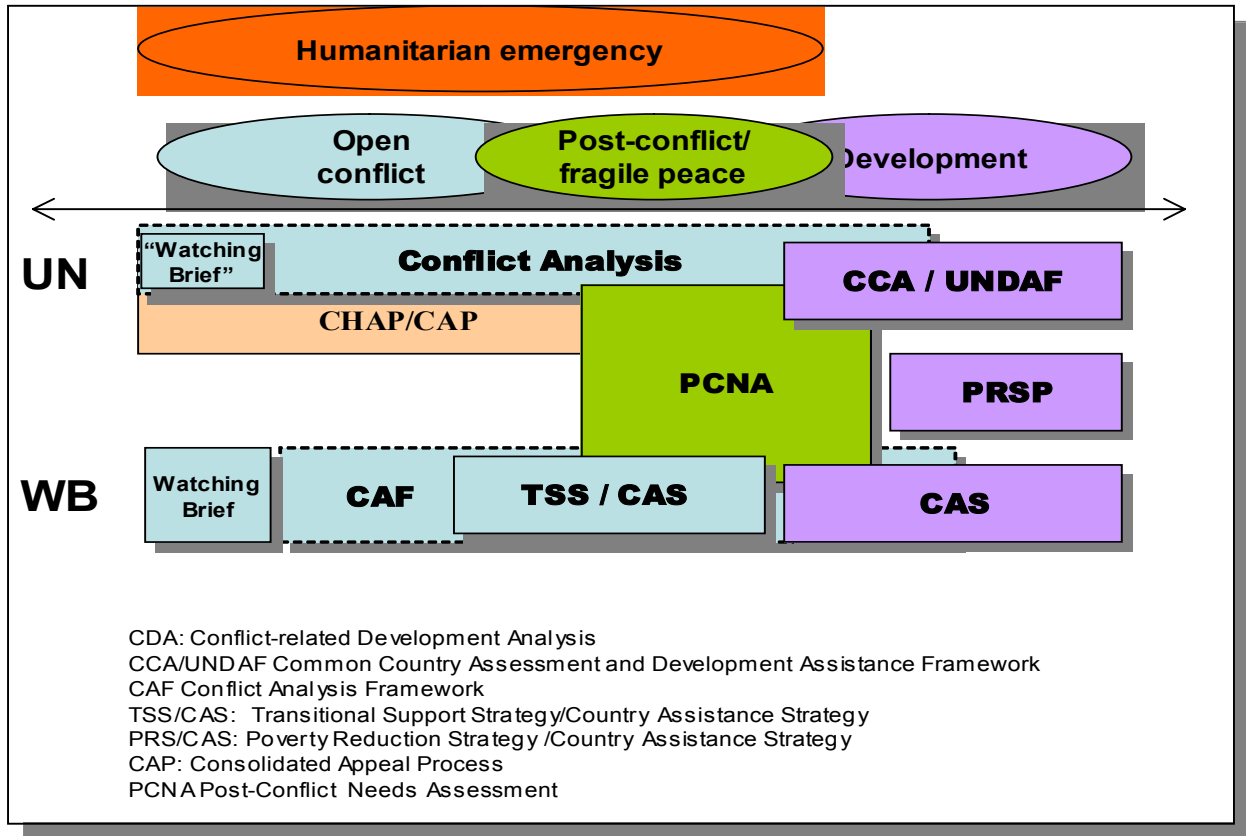 Humanitarian emergency
Open
conflict
Post-conflict/
fragile peace
Development
UN
“Watching
Brief”
Conflict Analysis
CCA / UNDAF
CHAP/CAP
PCNA
PRSP
WB
Watching
Brief
CAF
TSS / CAS
CAS
CDA: Conflict-related Development Analysis
CCA/UNDAF Common Country Assessment and Development Assistance Framework
CAF Conflict Analysis Framework
TSS/CAS: Transitional Support Strategy/Country Assistance Strategy
PRS/CAS: Poverty Reduction Strategy /Country Assistance Strategy
CAP: Consolidated Appeal Process
PCNA Post-Conflict Needs Assessment